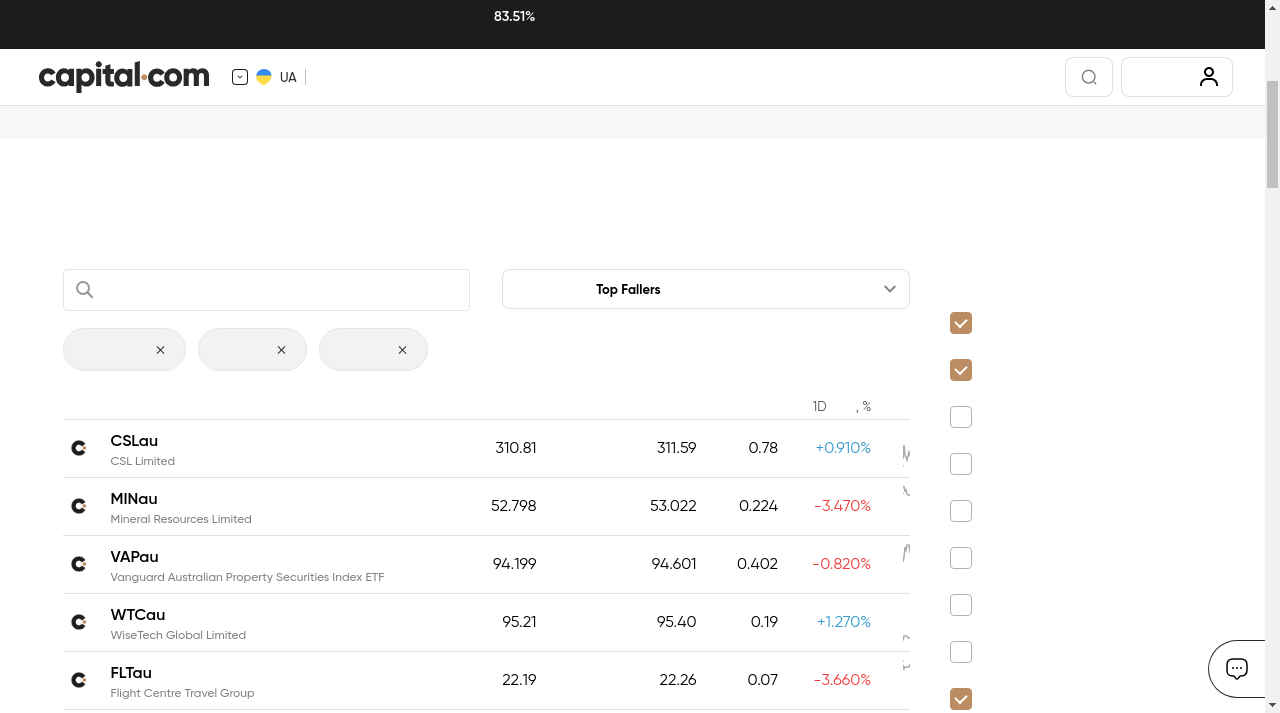 83.51%
capital.com
UA
Top Fallers
1D , %
CSLau 310.81 311.59 0.78 +0.910%
CSL Limited
MINau 52.798 53.022 0.224 -3.470%
Mineral Resources Limited
VAPau 94.199 94.601 0.402 -0.820%
Vanguard Australian Property Securities Index ETF
WTCau 95.21 95.40 0.19 +1.270%
WiseTech Global Limited
FLTau 22.19 22.26 0.07 -3.660%
Flight Centre Travel Group